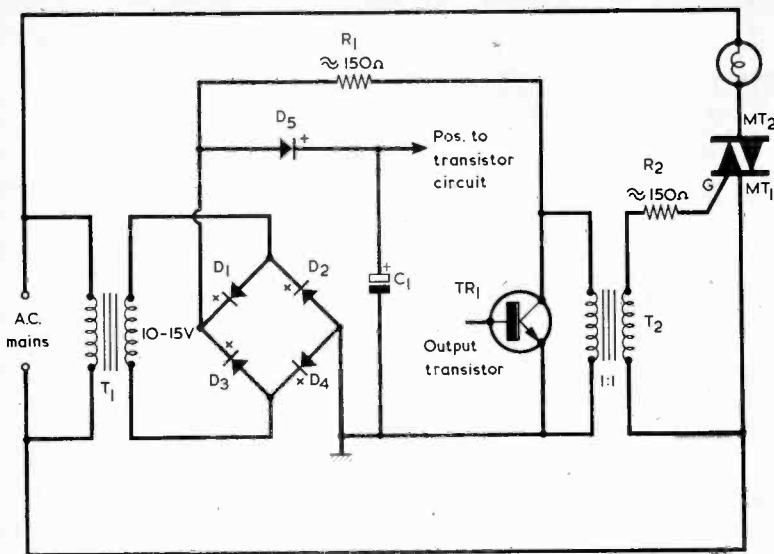 R1
≈ 150Ω
D5
+
Pos. to
transistor
circuit
MT2
MT1
G
R2
≈ 150Ω
D1
×
D2
×
+
C1
TR1
A.C.
mains
T1
10-15V
D3
×
D4
×
Output
transistor
T2
1:1